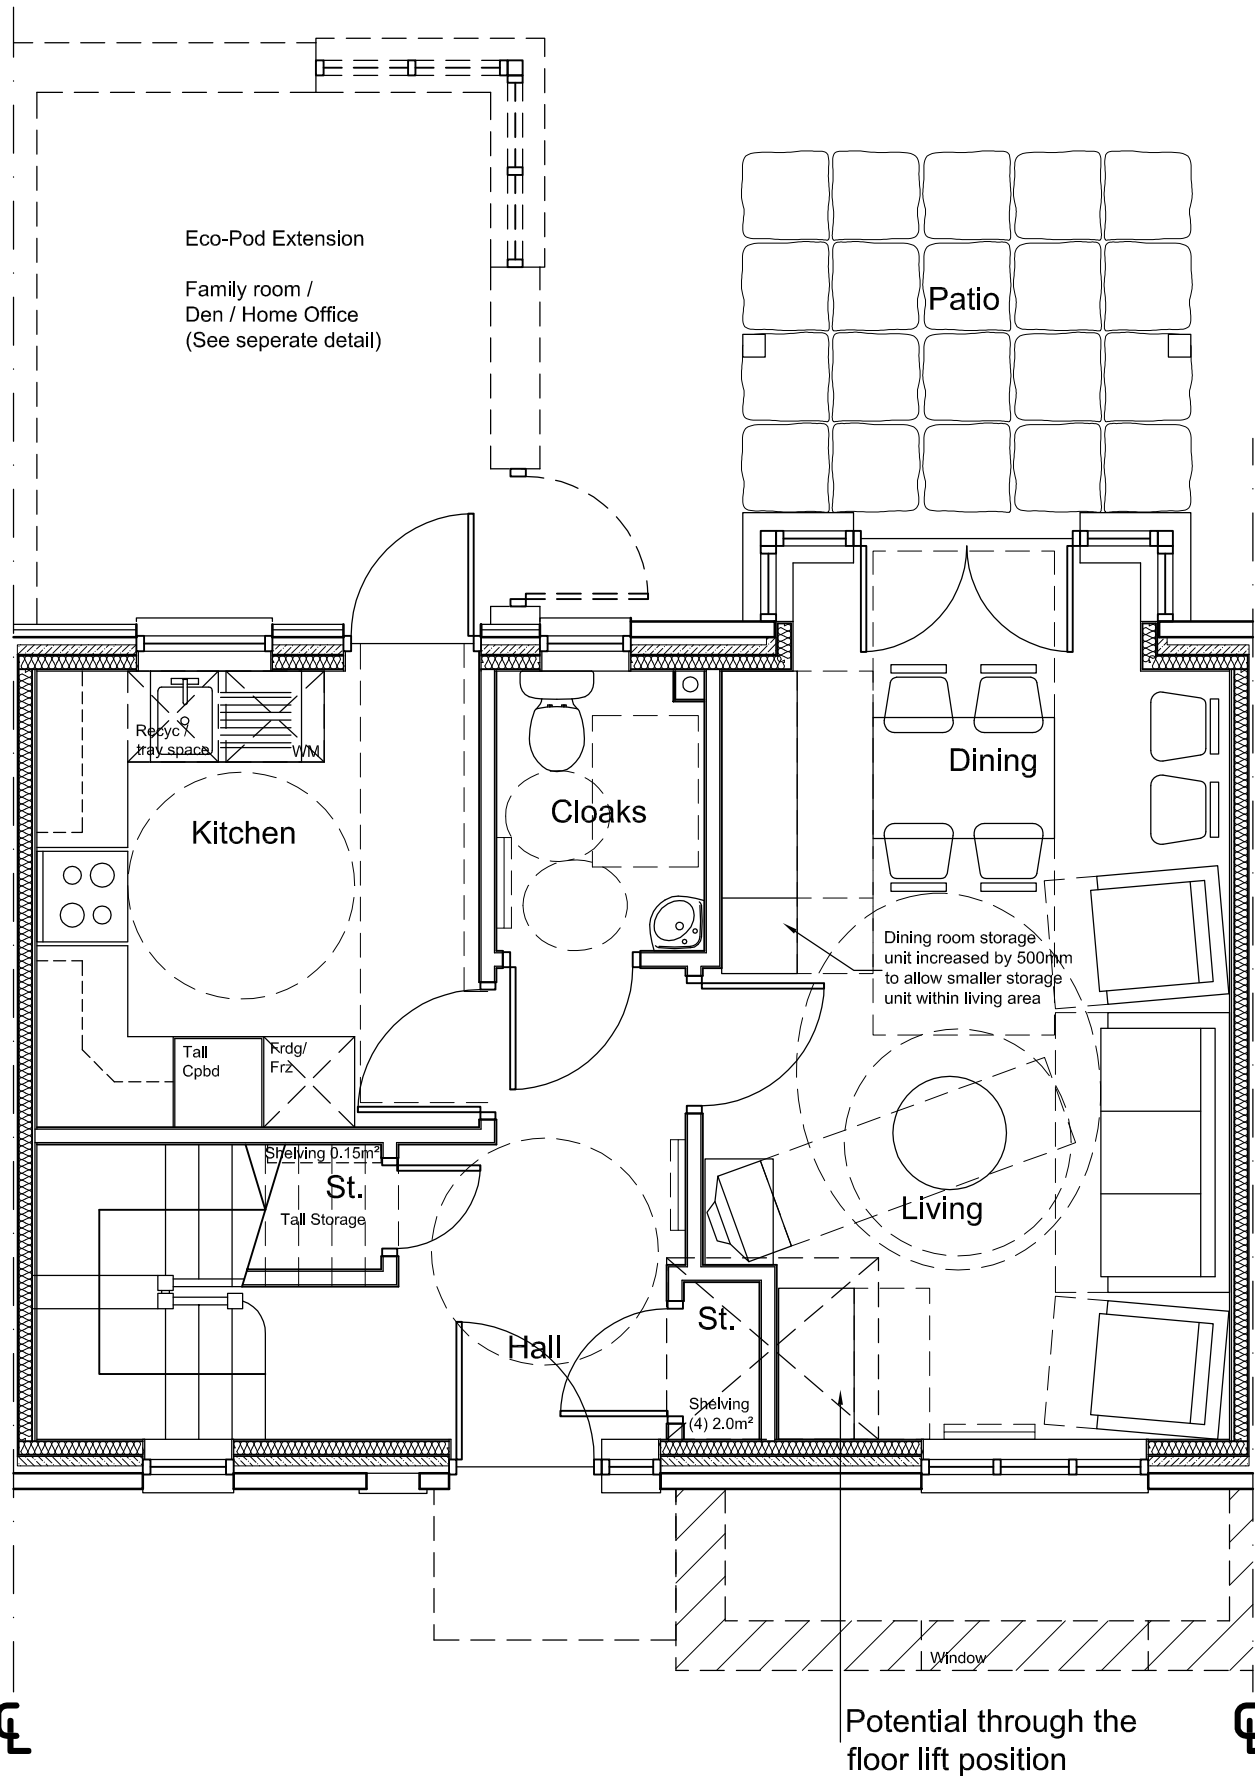 Eco-Pod Extension
Family room /
Den / Home Office
(See seperate detail)
Patio
Recyc /
tray space
WM
Kitchen
Cloaks
Dining
Dining room storage
unit increased by 500mm
to allow smaller storage
unit within living area
Tall
Cpbd
Frdg/
Frz
Shelving 0.15m²
St.
Tall Storage
Living
St.
Hall
Shelving
(4) 2.0m²
Window
Potential through the
floor lift position